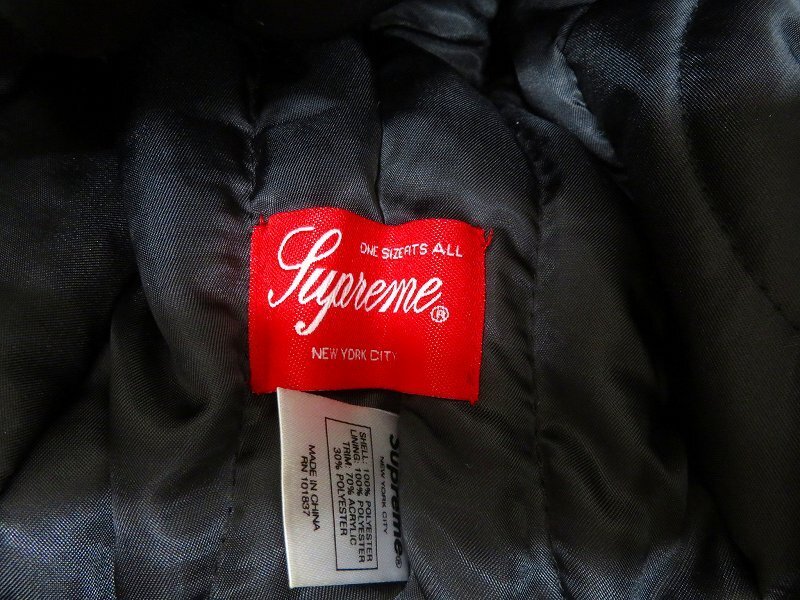 ONE SIZE FITS ALL
Supreme®
NEW YORK CITY
Supreme®
NEW YORK CITY
SHELL: 100% POLYESTER
LINING: 100% POLYESTER
TRIM: 70% ACRYLIC
30% POLYESTER
MADE IN CHINA
RN 101837